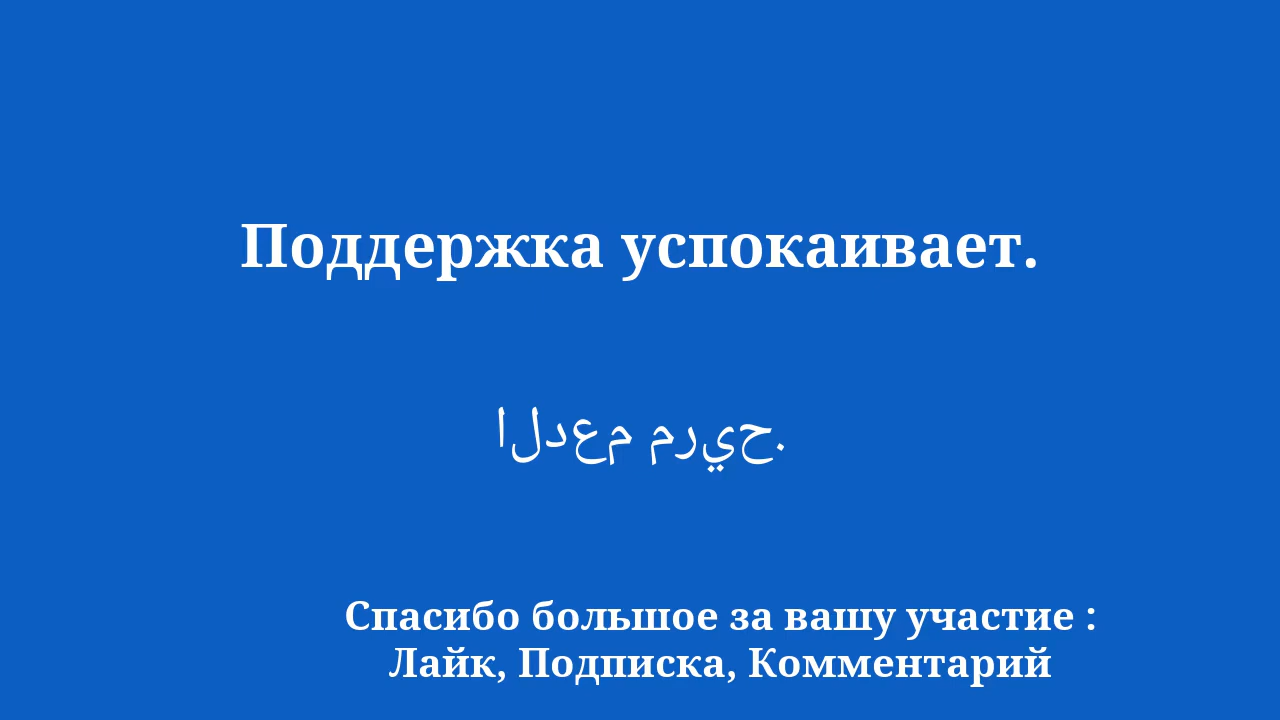 Поддержка успокаивает.
الدعم مريح.
Спасибо большое за вашу участие :
Лайк, Подписка, Комментарий